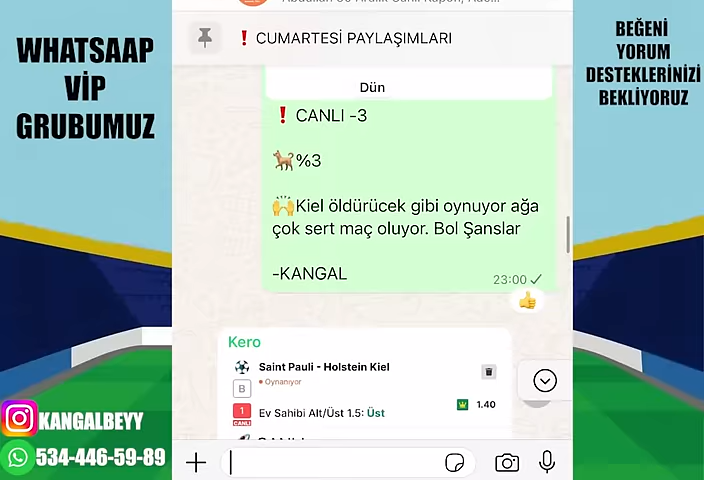 WHATSAAP
VİP
GRUBUMUZ
BEĞENİ
YORUM
DESTEKLERİNİZİ
BEKLİYORUZ
❗ CUMARTESİ PAYLAŞIMLARI
Dün
❗ CANLI -3
🐕%3
🙌Kiel öldürücek gibi oynuyor ağa
çok sert maç oluyor. Bol Şanslar
-KANGAL
23:00
👍
Kero
Saint Pauli - Holstein Kiel
B
Oynanıyor
1
CANLI
Ev Sahibi Alt/Üst 1.5: Üst
1.40
KANGALBEYY
534-446-59-89